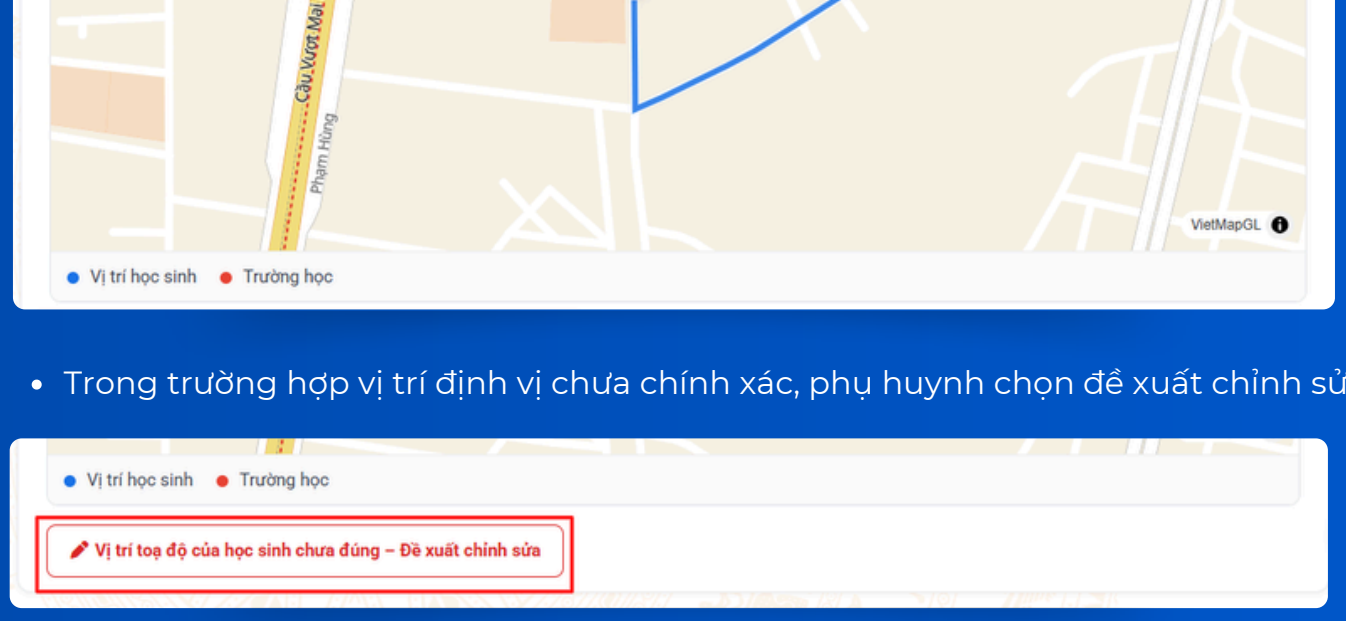 Cầu Vượt Mai
Phạm Hùng
VietMapGL
Vị trí học sinh Trường học
Trong trường hợp vị trí định vị chưa chính xác, phụ huynh chọn đề xuất chỉnh sử
Vị trí học sinh Trường học
Vị trí toạ độ của học sinh chưa đúng – Đề xuất chỉnh sửa